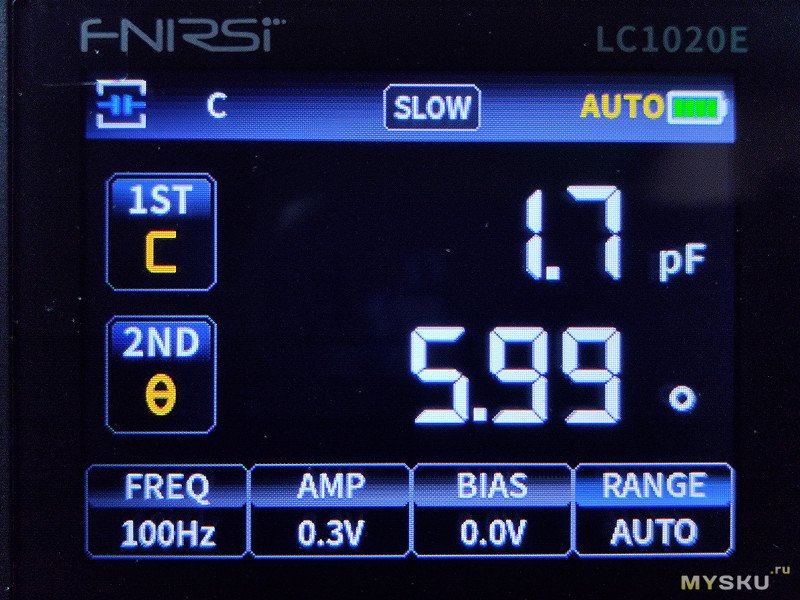 FNIRSI LC1020E
C SLOW AUTO
1ST
C 1.7 pF
2ND
θ 5.99 °
FREQ AMP BIAS RANGE
100Hz 0.3V 0.0V AUTO
MYSKU.ru